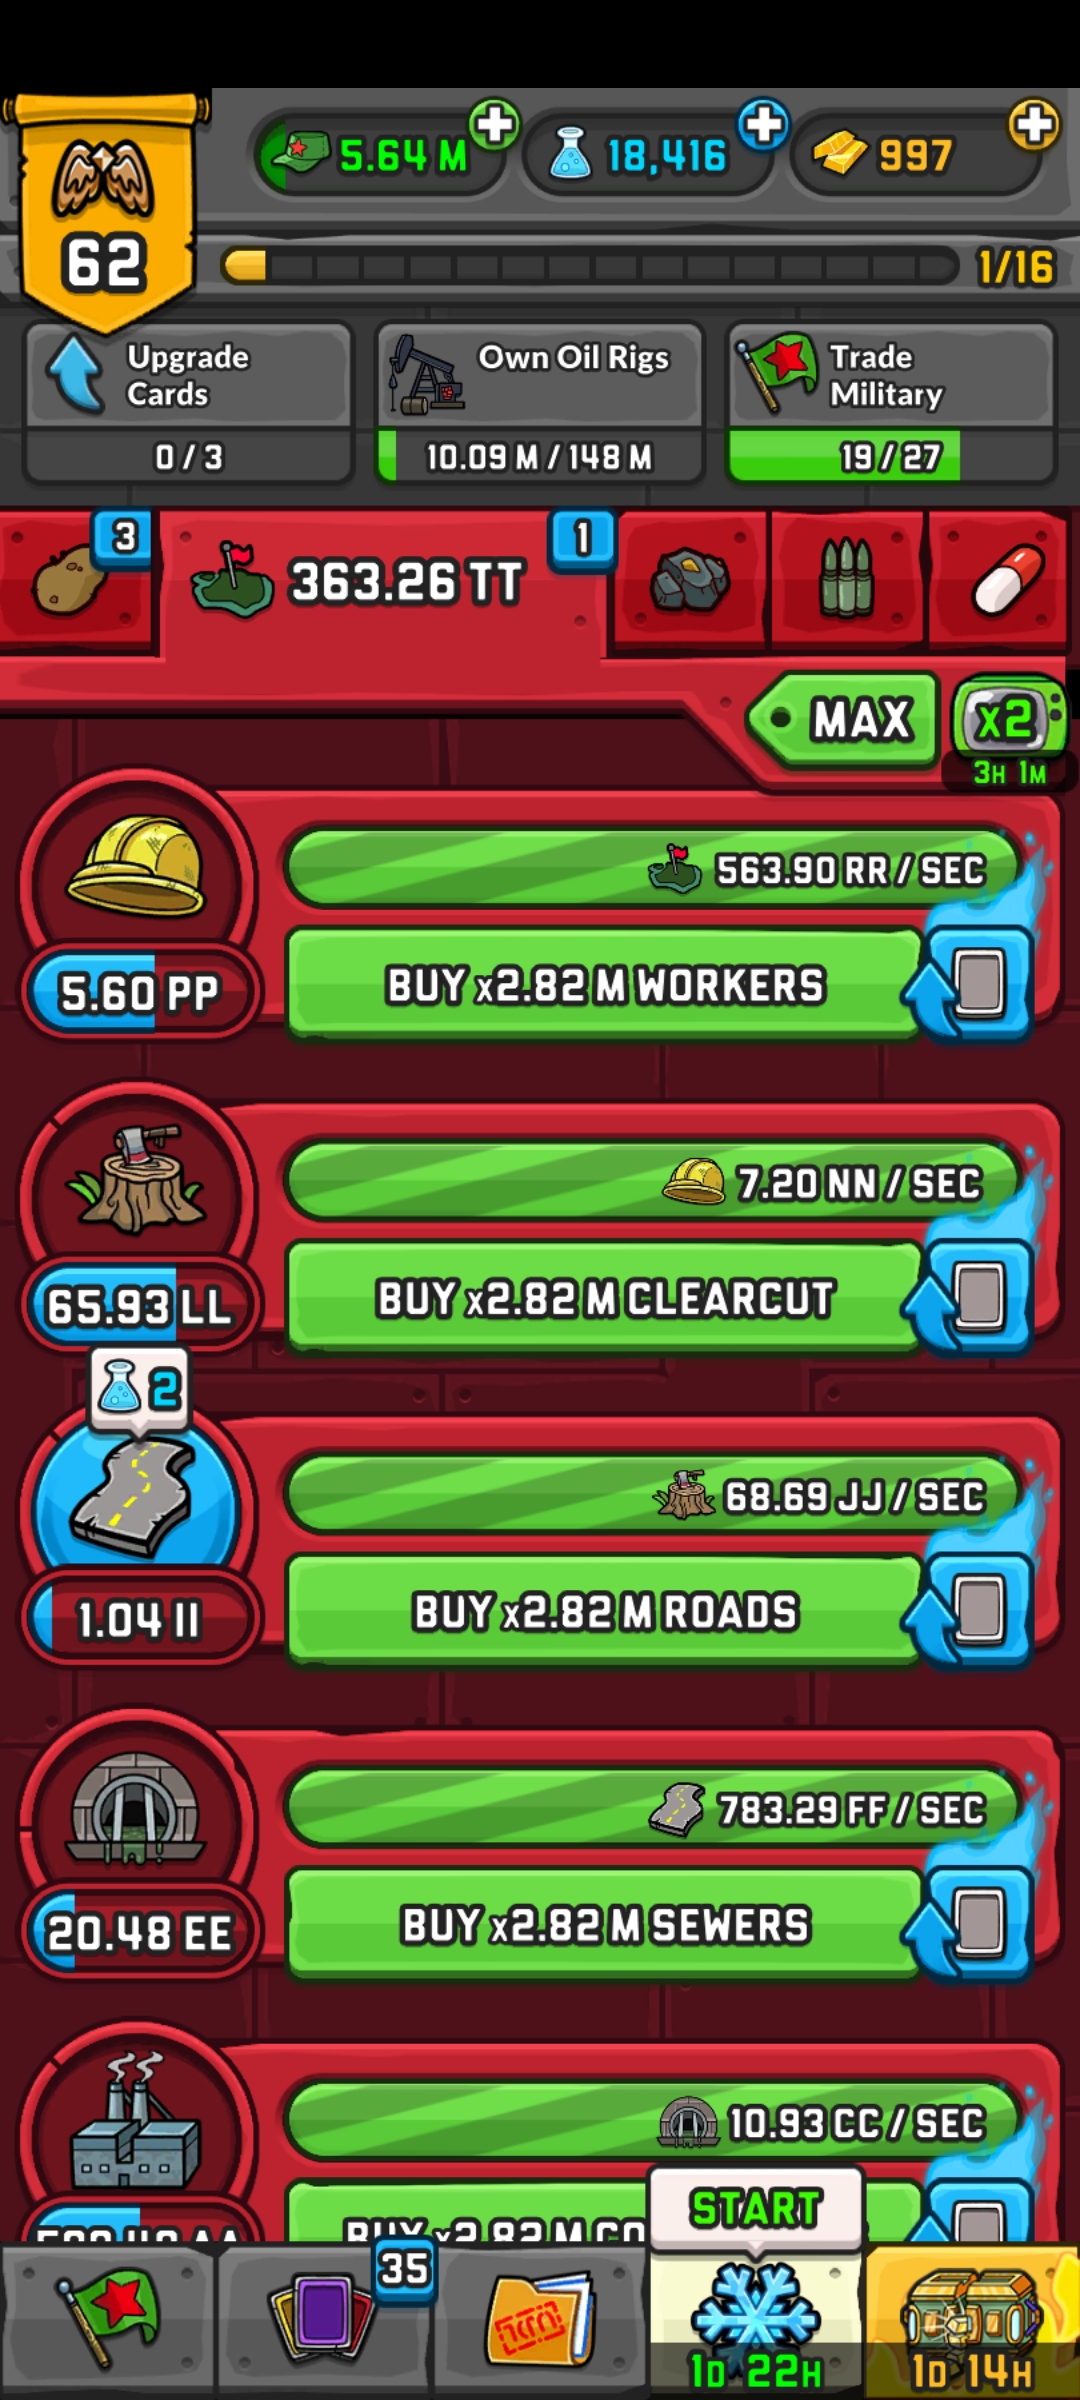 5.64 M
18,416
997
62
1/16
Upgrade
Cards
0 / 3
Own Oil Rigs
10.09 M / 148 M
Trade
Military
19 / 27
3
363.26 TT
1
MAX
x2
3H 1M
563.90 RR / SEC
5.60 PP
BUY x2.82 M WORKERS
7.20 NN / SEC
65.93 LL
BUY x2.82 M CLEARCUT
2
68.69 JJ / SEC
1.04 II
BUY x2.82 M ROADS
783.29 FF / SEC
20.48 EE
BUY x2.82 M SEWERS
10.93 CC / SEC
BUY x2.82 M CO
START
35
1D 22H
1D 14H